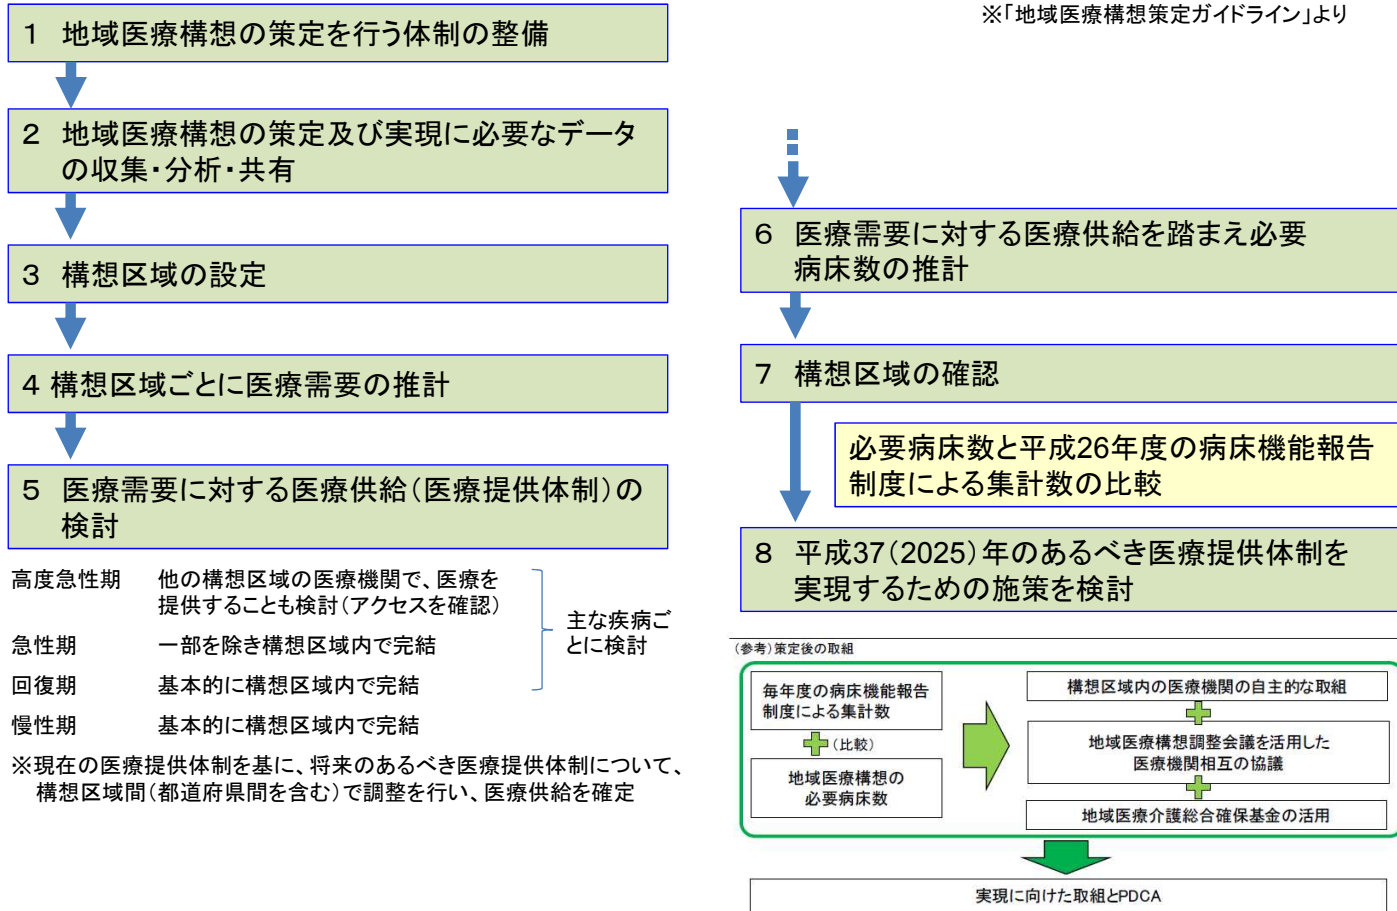 ※｢地域医療構想策定ガイドライン｣より
１　地域医療構想の策定を行う体制の整備
２　地域医療構想の策定及び実現に必要なデータ
の収集・分析・共有
３　構想区域の設定
４ 構想区域ごとに医療需要の推計
５　医療需要に対する医療供給（医療提供体制）の
検討
高度急性期　他の構想区域の医療機関で、医療を
提供することも検討（アクセスを確認）
急性期　一部を除き構想区域内で完結
回復期　基本的に構想区域内で完結
慢性期　基本的に構想区域内で完結
主な疾病ご
とに検討
※現在の医療提供体制を基に、将来のあるべき医療提供体制について、
構想区域間（都道府県間を含む）で調整を行い、医療供給を確定
６　医療需要に対する医療供給を踏まえ必要
病床数の推計
７　構想区域の確認
必要病床数と平成26年度の病床機能報告
制度による集計数の比較
８　平成37（2025）年のあるべき医療提供体制を
実現するための施策を検討
（参考）策定後の取組
毎年度の病床機能報告
制度による集計数
（比較）
地域医療構想の
必要病床数
構想区域内の医療機関の自主的な取組
地域医療構想調整会議を活用した
医療機関相互の協議
地域医療介護総合確保基金の活用
実現に向けた取組とPDCA